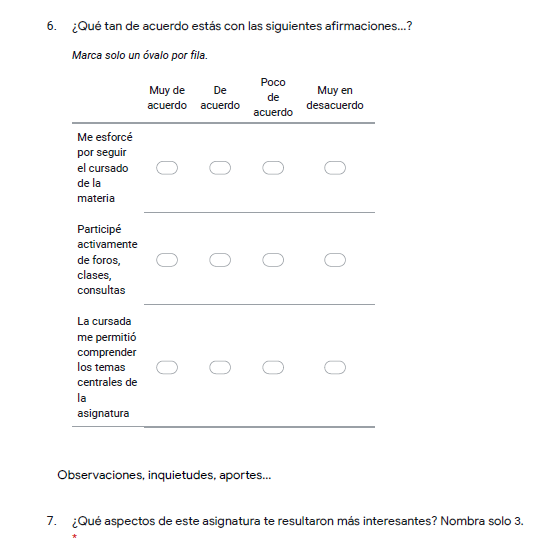 6. ¿Qué tan de acuerdo estás con las siguientes afirmaciones...?
Marca solo un óvalo por fila.
Muy de acuerdo
De acuerdo
Poco de acuerdo
Muy en desacuerdo
Me esforcé
por seguir
el cursado
de la
materia
Participé
activamente
de foros,
clases,
consultas
La cursada
me permitió
comprender
los temas
centrales de
la
asignatura
Observaciones, inquietudes, aportes...
7. ¿Qué aspectos de este asignatura te resultaron más interesantes? Nombra solo 3.
*